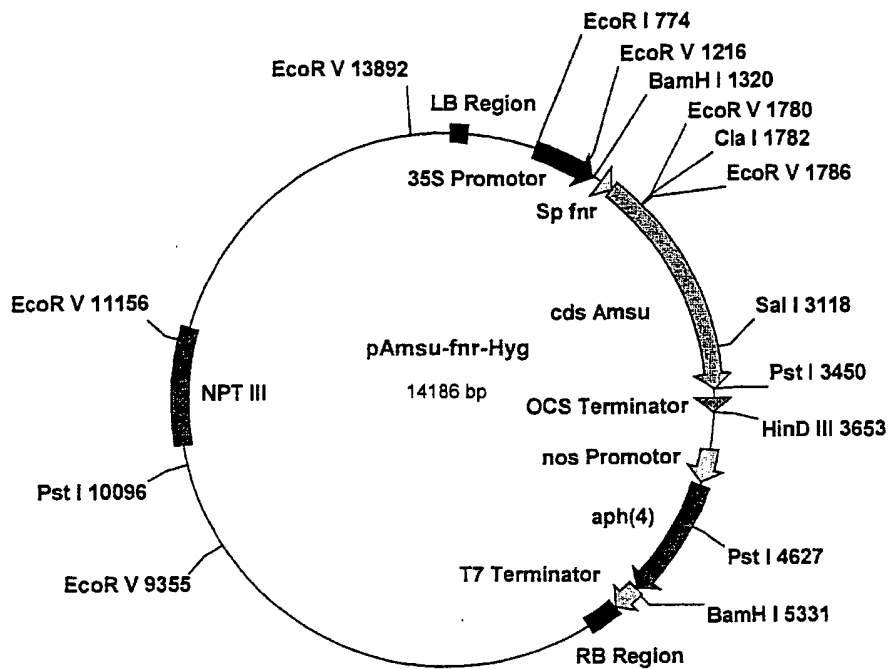 EcoR I 774
EcoR V 1216
EcoR V 13892
BamH I 1320
LB Region
EcoR V 1780
Cla I 1782
35S Promotor
EcoR V 1786
Sp fnr
EcoR V 11156
cds Amsu
Sal I 3118
pAmsu-fnr-Hyg
Pst I 3450
NPT III
14186 bp
OCS Terminator
HinD III 3653
nos Promotor
Pst I 10096
aph(4)
Pst I 4627
T7 Terminator
EcoR V 9355
BamH I 5331
RB Region